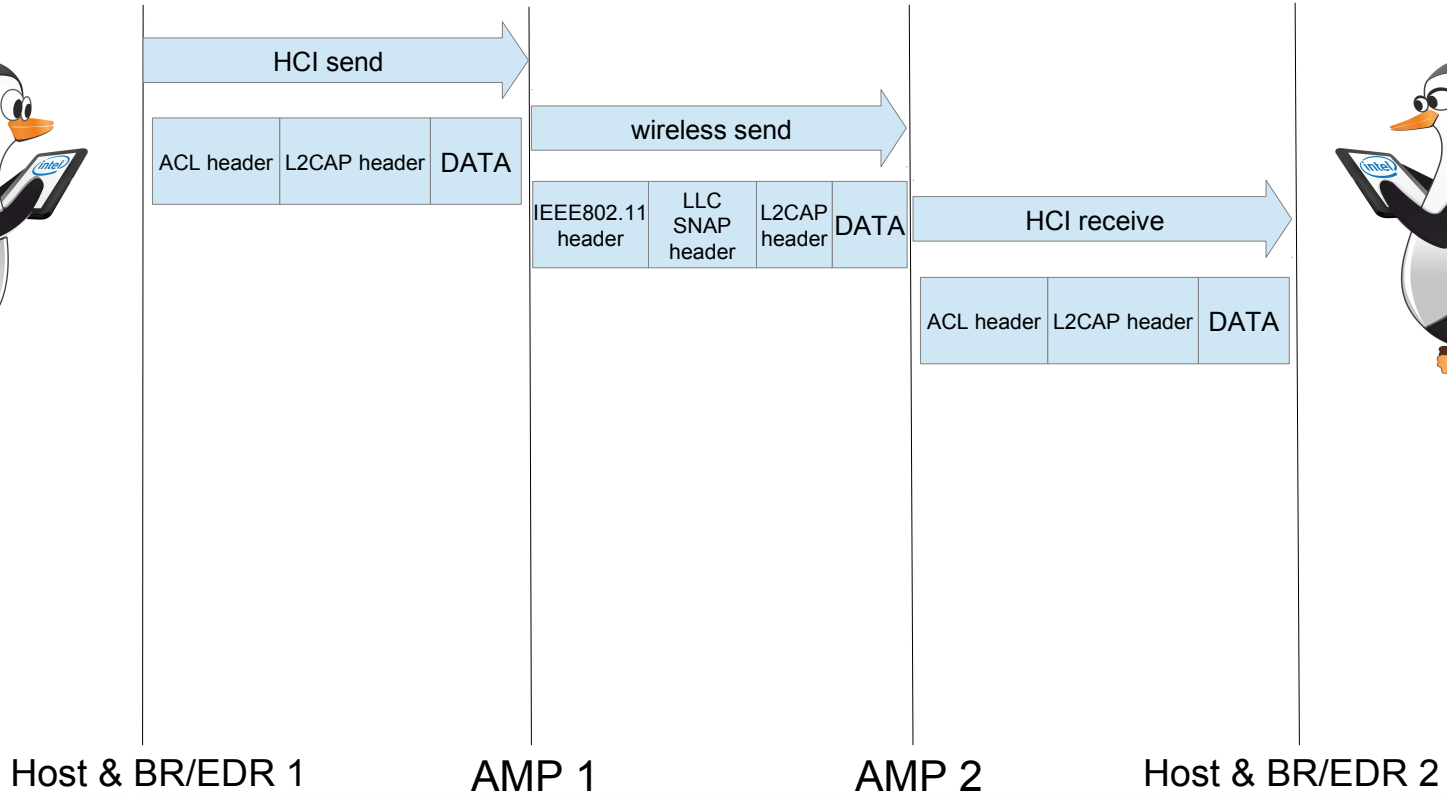 HCI send
ACL header L2CAP header DATA
intel
wireless send
IEEE802.11
header
LLC
SNAP
header
L2CAP
header
DATA
HCI receive
ACL header L2CAP header DATA
intel
Host & BR/EDR 1 AMP 1 AMP 2 Host & BR/EDR 2